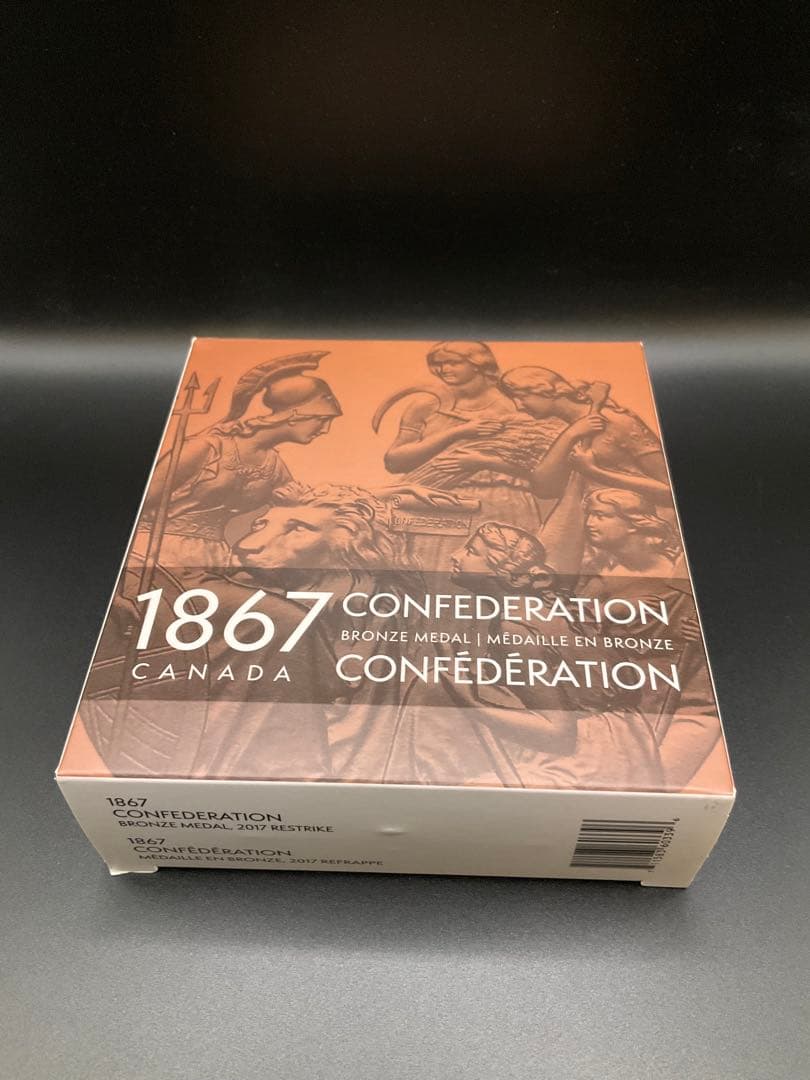 CONFEDERATION
1867
CANADA
CONFEDERATION
BRONZE MEDAL | MÉDAILLE EN BRONZE
CONFÉDÉRATION
1867
CONFEDERATION
BRONZE MEDAL, 2017 RESTRIKE
1867
CONFÉDÉRATION
MÉDAILLE EN BRONZE, 2017 REFRAPPE